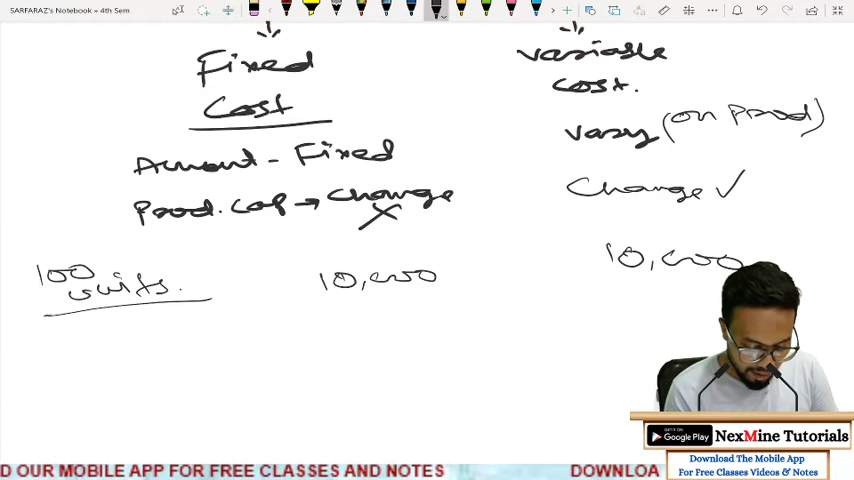 SARFARAZ's Notebook » 4th Sem
Fixed
Cost
Variable
cost.
Amount - Fixed
Prod. Cap → Change
vary (on Prod)
Change
100
units.
10,000
10,000
GET IT ON
Google Play
NexMine Tutorials
Download The Mobile App
For Free Classes Videos & Notes
D OUR MOBILE APP FOR FREE CLASSES AND NOTES
DOWNLOA